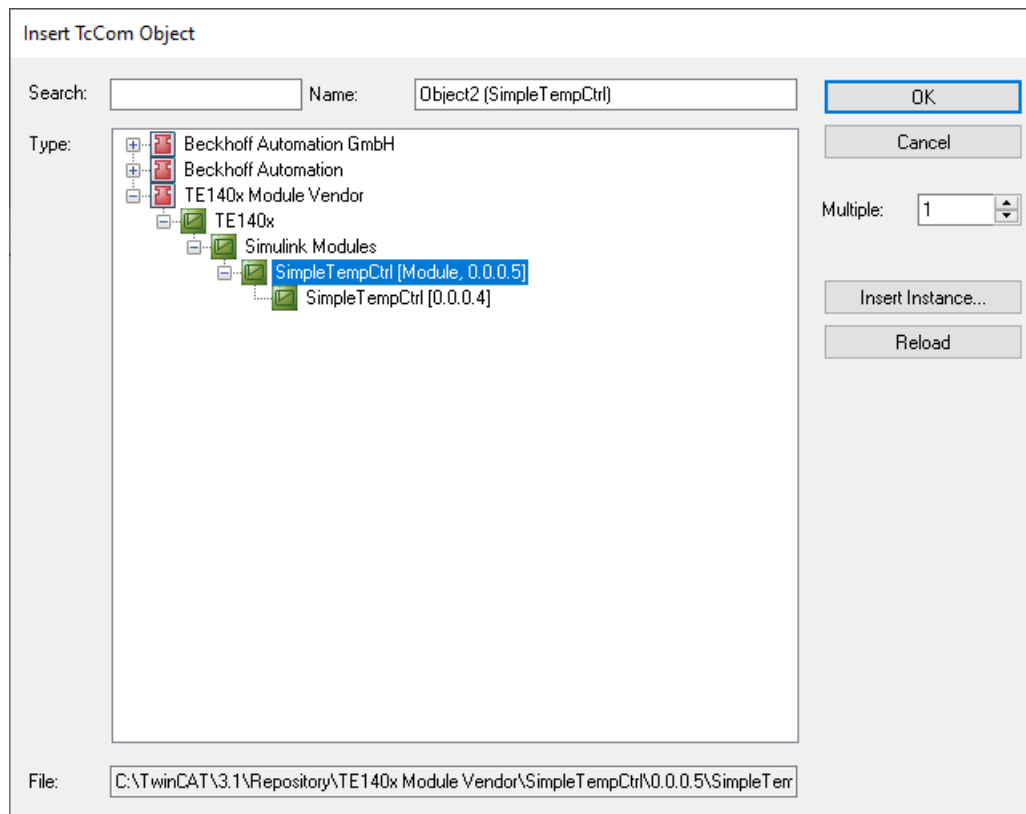 Insert TcCom Object
Search:
Name:
Object2 (SimpleTempCtrl)
OK
Type:
Beckhoff Automation GmbH
Cancel
Beckhoff Automation
TE140x Module Vendor
Multiple:
1
TE140x
Simulink Modules
SimpleTempCtrl [Module, 0.0.0.5]
SimpleTempCtrl [0.0.0.4]
Insert Instance...
Reload
File:
C:\TwinCAT\3.1\Repository\TE140x Module Vendor\SimpleTempCtrl\0.0.0.5\SimpleTem